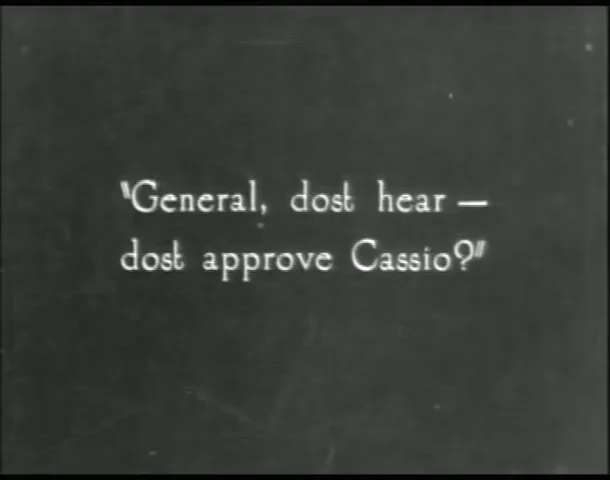 "General, dost hear —
dost approve Cassio?"